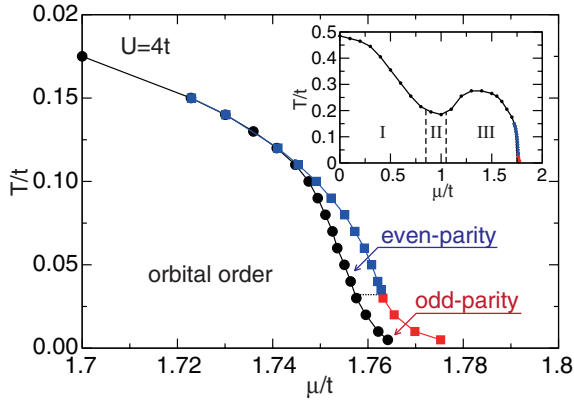 U=4t
T/t
0.20
0.15
0.10
0.05
0.00
1.7
1.72
1.74
1.76
1.78
1.8
μ/t
orbital order
even-parity
odd-parity
T/t
0.5
0.4
0.3
0.2
0.1
0
I
II
III
0
0.5
1
1.5
2
μ/t